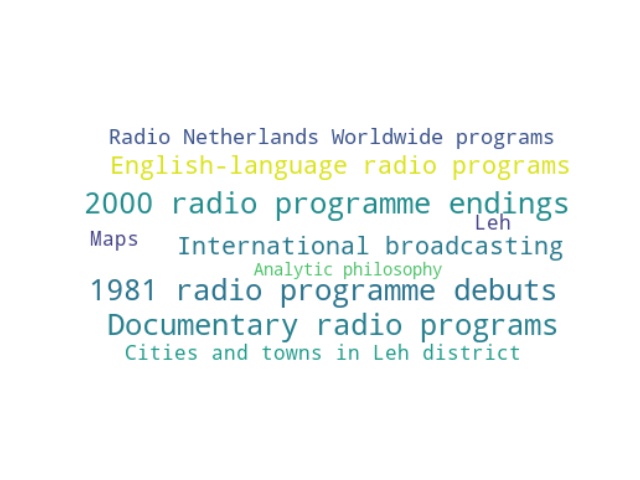 Radio Netherlands Worldwide programs
English-language radio programs
2000 radio programme endings
Leh
Maps
International broadcasting
Analytic philosophy
1981 radio programme debuts
Documentary radio programs
Cities and towns in Leh district